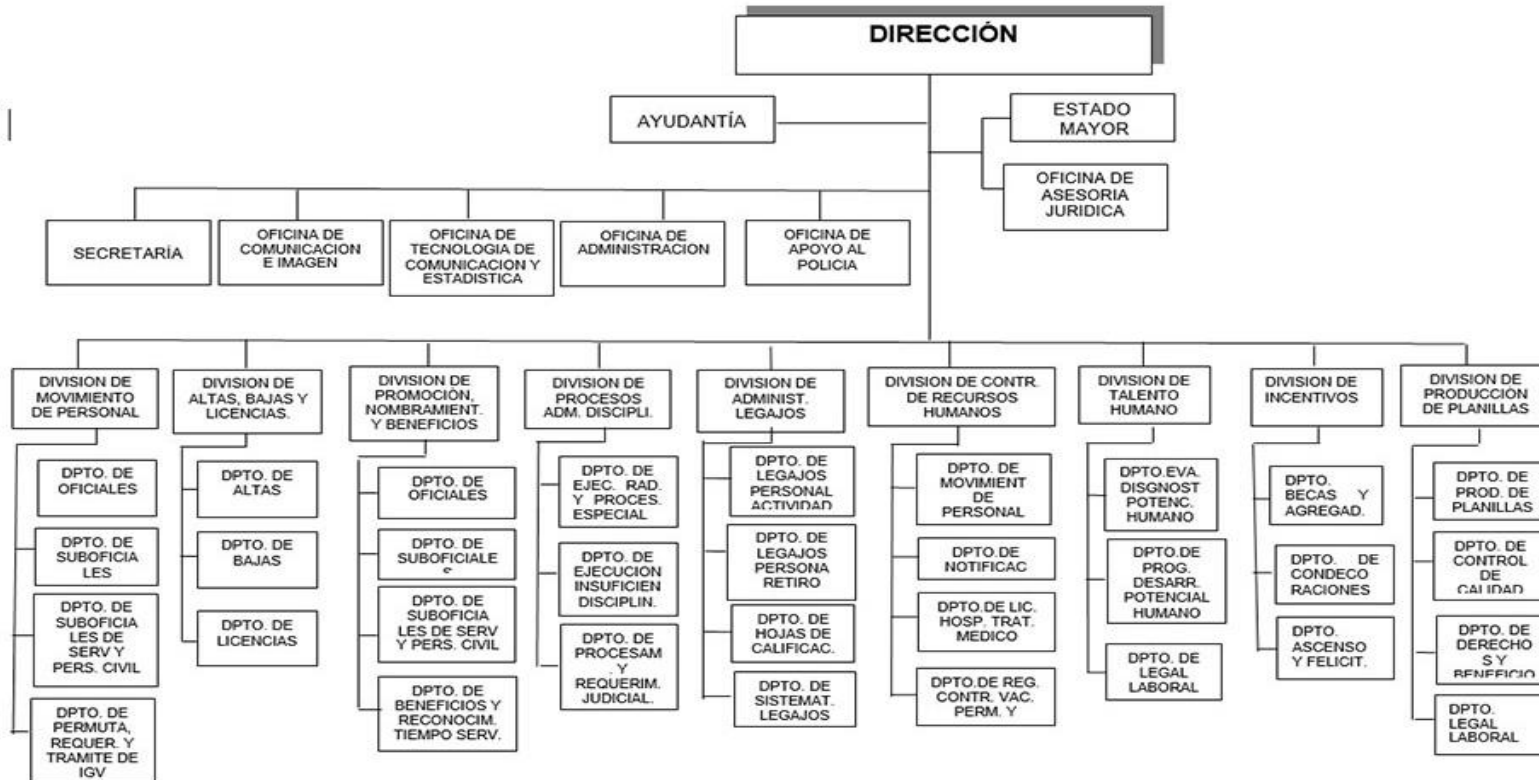 DIRECCIÓN
AYUDANTÍA
ESTADO
MAYOR
OFICINA DE
ASESORIA
JURIDICA
SECRETARÍA
OFICINA DE
COMUNICACION
E IMAGEN
OFICINA DE
TECNOLOGIA DE
COMUNICACION Y
ESTADISTICA
OFICINA DE
ADMINISTRACION
OFICINA DE
APOYO AL
POLICIA
DIVISION DE
MOVIMIENTO
DE PERSONAL
DPTO. DE
OFICIALES
DPTO. DE
SUBOFICIA
LES
DPTO. DE
SUBOFICIA
LES DE
SERV Y
PERS. CIVIL
DPTO. DE
PERMUTA,
REQUER. Y
TRAMITE DE
IGV
DIVISION DE
ALTAS, BAJAS Y
LICENCIAS.
DPTO. DE
ALTAS
DPTO. DE
BAJAS
DPTO. DE
LICENCIAS
DIVISION DE
PROMOCIÓN,
NOMBRAMIENT.
Y BENEFICIOS
DPTO. DE
OFICIALES
DPTO. DE
SUBOFICIALE
S
DPTO. DE
SUBOFICIA
LES DE SERV
Y PERS. CIVIL
DPTO. DE
BENEFICIOS Y
RECONOCIM.
TIEMPO SERV.
DIVISION DE
PROCESOS
ADM. DISCIPLI.
DPTO. DE
EJEC. RAD.
Y PROCES.
ESPECIAL
DPTO. DE
EJECUCION
INSUFICIEN
DISCIPLIN.
DPTO. DE
PROCESAM
. Y
REQUERIM.
JUDICIAL.
DIVISION DE
ADMINIST.
LEGAJOS
DPTO. DE
LEGAJOS
PERSONAL
ACTIVIDAD
DPTO. DE
LEGAJOS
PERSONA
RETIRO
DPTO. DE
HOJAS DE
CALIFICAC.
DPTO. DE
SISTEMAT.
LEGAJOS
DIVISION DE CONTR.
DE RECURSOS
HUMANOS
DPTO. DE
MOVIMIENT
DE
PERSONAL
DPTO.DE
NOTIFICAC
DPTO.DE LIC.
HOSP. TRAT.
MEDICO
DPTO.DE REG.
CONTR. VAC.
PERM. Y
DIVISION DE
TALENTO
HUMANO
DPTO.EVA.
DISGNOST
POTENC.
HUMANO
DPTO.DE
PROG.
DESARR.
POTENCIAL
HUMANO
DPTO. DE
LEGAL
LABORAL
DIVISION DE
INCENTIVOS
DPTO.
BECAS Y
AGREGAD.
DPTO. DE
CONDECO
RACIONES
DPTO.
ASCENSO
Y FELICIT.
DIVISION DE
PRODUCCIÓN
DE PLANILLAS
DPTO. DE
PROD. DE
PLANILLAS
DPTO. DE
CONTROL
DE
CALIDAD
DPTO. DE
DERECHO
S Y
BENEFICIO
DPTO.
LEGAL
LABORAL